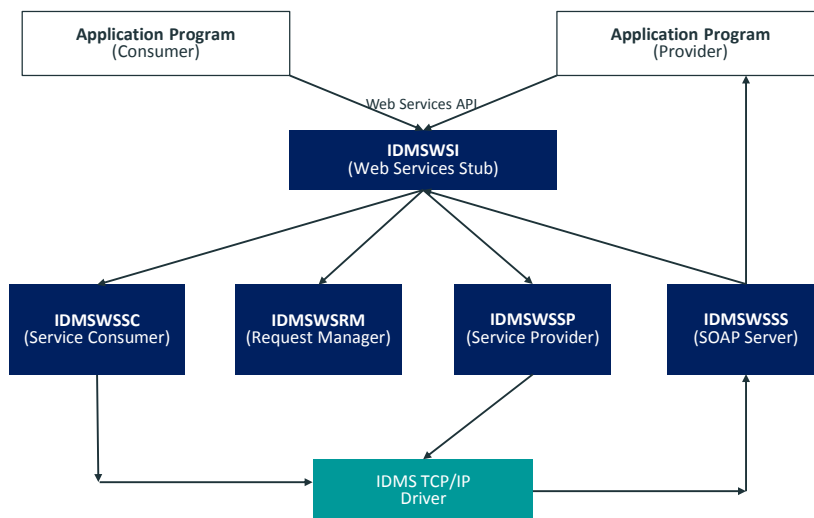 Application Program
(Consumer)
Application Program
(Provider)
Web Services API
IDMSWSI
(Web Services Stub)
IDMSWSSC
(Service Consumer)
IDMSWSRM
(Request Manager)
IDMSWSSP
(Service Provider)
IDMSWSSS
(SOAP Server)
IDMS TCP/IP
Driver